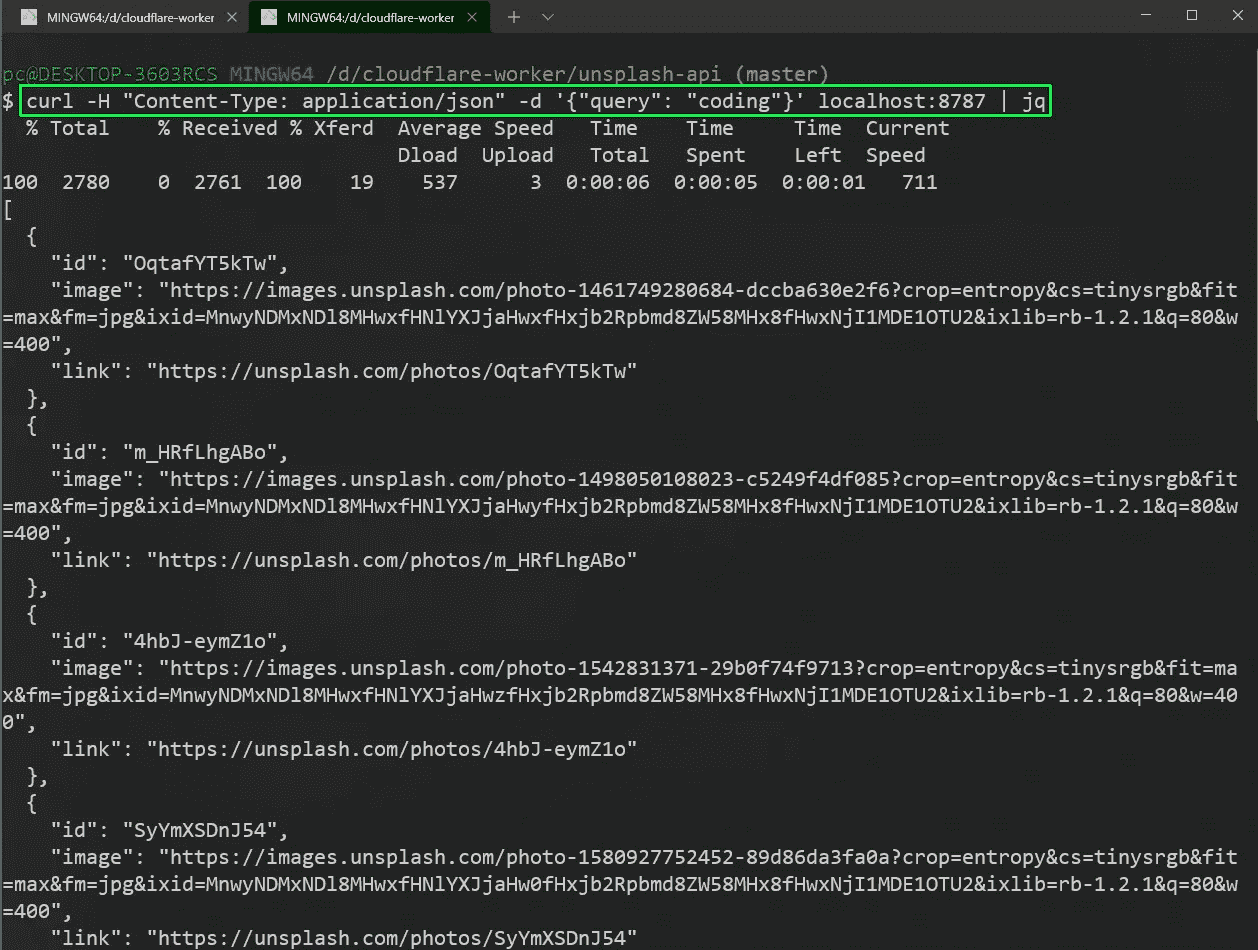 MINGW64:/d/cloudflare-worker MINGW64:/d/cloudflare-worker
pc@DESKTOP-3603RCS MINGW64 /d/cloudflare-worker/unsplash-api (master)
$ curl -H "Content-Type: application/json" -d '{"query": "coding"}' localhost:8787 | jq
% Total % Received % Xferd Average Speed Time Time Time Current
Dload Upload Total Spent Left Speed
100 2780 0 2761 100 19 537 3 0:00:06 0:00:05 0:00:01 711
[
{
"id": "OqtafYT5kTw",
"image": "https://images.unsplash.com/photo-1461749280684-dccba630e2f6?crop=entropy&cs=tinysrgb&fit
=max&fm=jpg&ixid=MnwyNDMxNDl8MHwxfHNlYXJjaHwxfHxjb2Rpbmd8ZW58MHx8fHwxNjI1MDE1OTU2&ixlib=rb-1.2.1&q=80&w
=400",
"link": "https://unsplash.com/photos/OqtafYT5kTw"
},
{
"id": "m_HRfLhgABo",
"image": "https://images.unsplash.com/photo-1498050108023-c5249f4df085?crop=entropy&cs=tinysrgb&fit
=max&fm=jpg&ixid=MnwyNDMxNDl8MHwxfHNlYXJjaHwyfHxjb2Rpbmd8ZW58MHx8fHwxNjI1MDE1OTU2&ixlib=rb-1.2.1&q=80&w
=400",
"link": "https://unsplash.com/photos/m_HRfLhgABo"
},
{
"id": "4hbJ-eymZ1o",
"image": "https://images.unsplash.com/photo-1542831371-29b0f74f9713?crop=entropy&cs=tinysrgb&fit=ma
x&fm=jpg&ixid=MnwyNDMxNDl8MHwxfHNlYXJjaHwzfHxjb2Rpbmd8ZW58MHx8fHwxNjI1MDE1OTU2&ixlib=rb-1.2.1&q=80&w=40
0",
"link": "https://unsplash.com/photos/4hbJ-eymZ1o"
},
{
"id": "SyYmXSDnJ54",
"image": "https://images.unsplash.com/photo-1580927752452-89d86da3fa0a?crop=entropy&cs=tinysrgb&fit
=max&fm=jpg&ixid=MnwyNDMxNDl8MHwxfHNlYXJjaHw0fHxjb2Rpbmd8ZW58MHx8fHwxNjI1MDE1OTU2&ixlib=rb-1.2.1&q=80&w
=400",
"link": "https://unsplash.com/photos/SyYmXSDnJ54"